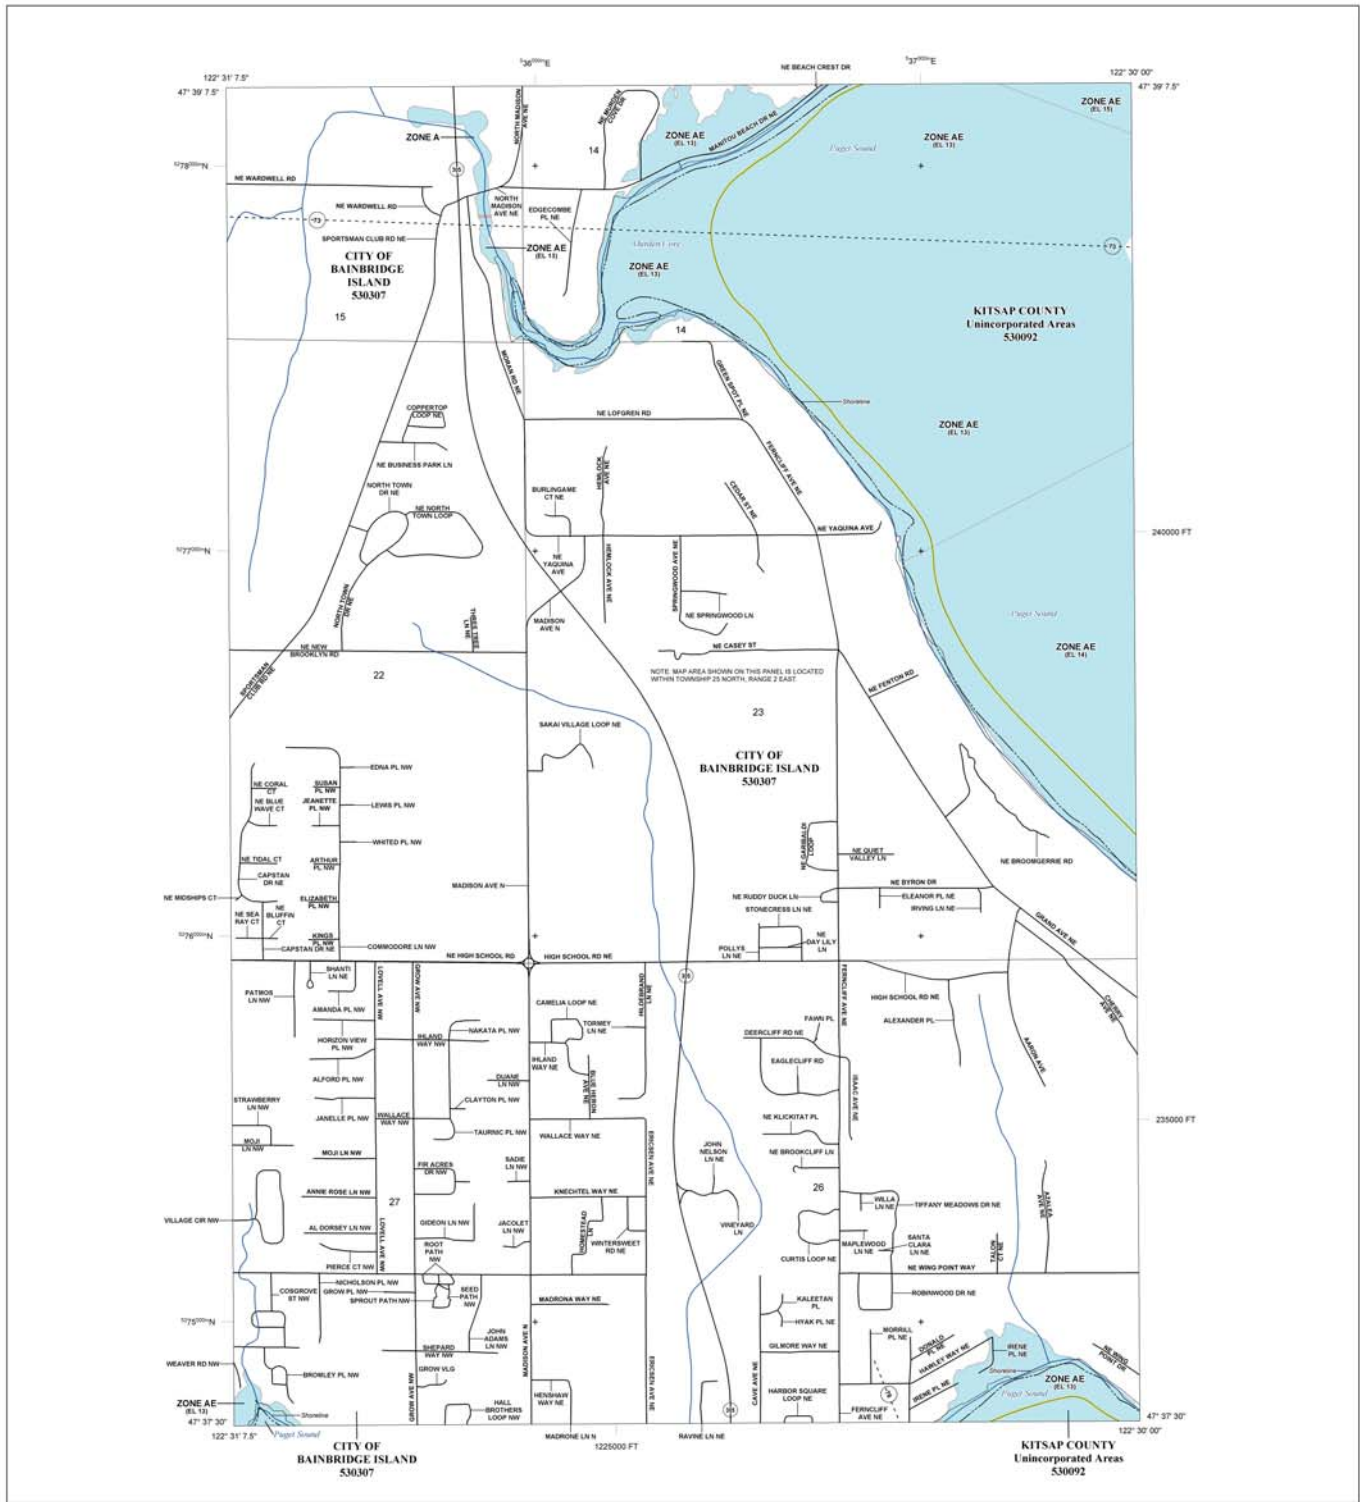 NE BEACH CREST DR
536000mE
537000mE
122° 31' 7.5"
122° 30' 00"
47° 39' 7.5"
47° 39' 7.5"
ZONE AE
(EL 15)
NORTH MADISON
AVE NE
NE MUNDEN
COVE DR
ZONE A
ZONE AE
(EL 13)
MANITOU BEACH DR NE
ZONE AE
(EL 13)
Puget Sound
14
5278000mN
305
NE WARDWELL RD
NE WARDWELL RD
NORTH
MADISON
AVE NE
EDGECOMBE
PL NE
73
SPORTSMAN CLUB RD NE
ZONE AE
(EL 13)
Murden Cove
73
CITY OF
BAINBRIDGE
ISLAND
530307
ZONE AE
(EL 13)
15
14
KITSAP COUNTY
Unincorporated Areas
530092
MORAN RD NE
GREEN SPOT PL NE
Shoreline
COPPERTOP
LOOP NE
NE LOFGREN RD
ZONE AE
(EL 13)
NE BUSINESS PARK LN
HEMLOCK
AVE NE
FERNCLIFF AVE NE
NORTH TOWN
DR NE
BURLINGAME
CT NE
CEDAR ST NE
NE NORTH
TOWN LOOP
NE YAQUINA AVE
240000 FT
5277000mN
NE
YAQUINA
AVE
HEMLOCK AVE NE
SPRINGWOOD AVE NE
NORTH TOWN
DR NE
THREE TREE
LN NE
MADISON
AVE N
NE SPRINGWOOD LN
Puget Sound
NE NEW
BROOKLYN RD
NE CASEY ST
ZONE AE
(EL 14)
SPORTSMAN
CLUB RD NE
22
NOTE: MAP AREA SHOWN ON THIS PANEL IS LOCATED
WITHIN TOWNSHIP 25 NORTH, RANGE 2 EAST.
NE FENTON RD
23
SAKAI VILLAGE LOOP NE
CITY OF
BAINBRIDGE ISLAND
530307
EDNA PL NW
NE CORAL
CT
SUSAN
PL NW
NE BLUE
WAVE CT
JEANETTE
PL NW
LEWIS PL NW
WHITED PL NW
NE GARIBALDI
LOOP
NE QUIET
VALLEY LN
NE BROOMGERRIE RD
NE TIDAL CT
ARTHUR
PL NW
CAPSTAN
DR NE
MADISON AVE N
NE BYRON DR
NE MIDSHIPS CT
ELIZABETH
PL NW
NE RUDDY DUCK LN
ELEANOR PL NE
STONECRESS LN NE
IRVING LN NE
NE SEA
RAY CT
NE
BLUFFIN
CT
GRAND AVE NE
5276000mN
KINGS
PL NW
CAPSTAN DR NE
COMMODORE LN NW
POLLYS
LN NE
NE
DAY LILY
LN
NE HIGH SCHOOL RD
HIGH SCHOOL RD NE
SHANTI
LN NE
LOVELL AVE NW
GROW AVE NW
305
HILDEBRAND
LN NE
FERNCLIFF AVE NE
PATMOS
LN NW
HIGH SCHOOL RD NE
AMANDA PL NW
CAMELIA LOOP NE
FAWN PL
ALEXANDER PL
CHERRY
AVE NE
NAKATA PL NW
TORMEY
LN NE
DEERCLIFF RD NE
HORIZON VIEW
PL NW
IHLAND
WAY NW
IHLAND
WAY NE
EAGLECLIFF RD
AARON AVE
ALFORD PL NW
DUANE
LN NW
BLUE HERON
AVE NE
ISAAC AVE NE
STRAWBERRY
LN NW
CLAYTON PL NW
JANELLE PL NW
WALLACE
WAY NW
NE KLICKITAT PL
235000 FT
TAURNIC PL NW
WALLACE WAY NE
MOJI
LN NW
MOJI LN NW
ERICSEN AVE NE
JOHN
NELSON
LN NE
NE BROOKCLIFF LN
FIR ACRES
DR NW
SADIE
LN NW
ANNIE ROSE LN NW
27
KNECHTEL WAY NE
26
WILLA
LN NE
TIFFANY MEADOWS DR NE
AZALEA
AVE NE
VILLAGE CIR NW
AL DORSEY LN NW
LOVELL AVE NW
GIDEON LN NW
JACOLET
LN NW
HOMESTEAD
LN
WINTERSWEET
RD NE
VINEYARD
LN
MAPLEWOOD
LN NE
SANTA
CLARA
LN NE
TALON
CT NE
ROOT
PATH
NW
CURTIS LOOP NE
PIERCE CT NW
NE WING POINT WAY
NICHOLSON PL NW
COSGROVE
ST NW
GROW PL NW
SPROUT PATH NW
SEED
PATH
NW
MADRONA WAY NE
KALEETAN
PL
ROBINWOOD DR NE
5275000mN
HYAK PL NE
JOHN
ADAMS
LN NW
MADISON AVE N
MORRILL
PL NE
DONALD
PL NE
SHEPARD
WAY NW
GILMORE WAY NE
HAWLEY WAY NE
IRENE
PL NE
NE WING
POINT DR
WEAVER RD NW
BROMLEY PL NW
GROW VLG
ERICSEN AVE NE
CAVE AVE NE
Shoreline
ZONE AE
(EL 13)
HENSHAW
WAY NE
HARBOR SQUARE
LOOP NE
IRENE PL NE
Puget Sound
ZONE AE
(EL 13)
GROW AVE NW
HALL
BROTHERS
LOOP NW
305
FERNCLIFF
AVE NE
47° 37' 30"
Shoreline
47° 37' 30"
122° 31' 7.5"
Puget Sound
MADRONE LN N
RAVINE LN NE
122° 30' 00"
1225000 FT
CITY OF
BAINBRIDGE ISLAND
530307
KITSAP COUNTY
Unincorporated Areas
530092